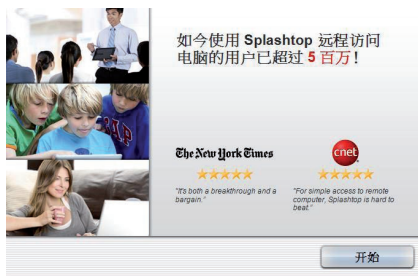 如今使用 Splashtop 远程访问
电脑的用户已超过 5 百万！
The New York Times
"It's both a breakthrough and a
bargain."
cnet
"For simple access to remote
computer, Splashtop is hard to
beat."
GAP
开始